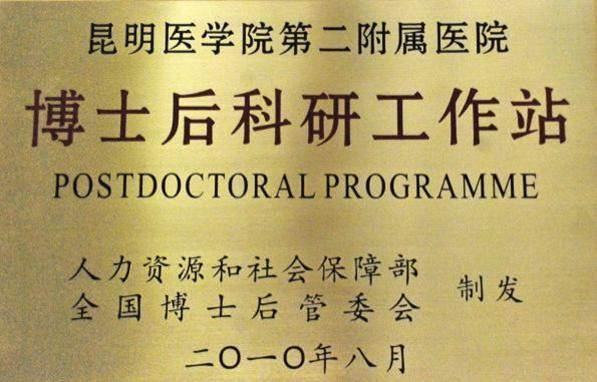 昆明医学院第二附属医院
博士后科研工作站
POSTDOCTORAL PROGRAMME
人力资源和社会保障部
全国博士后管委会
制发
二〇一〇年八月